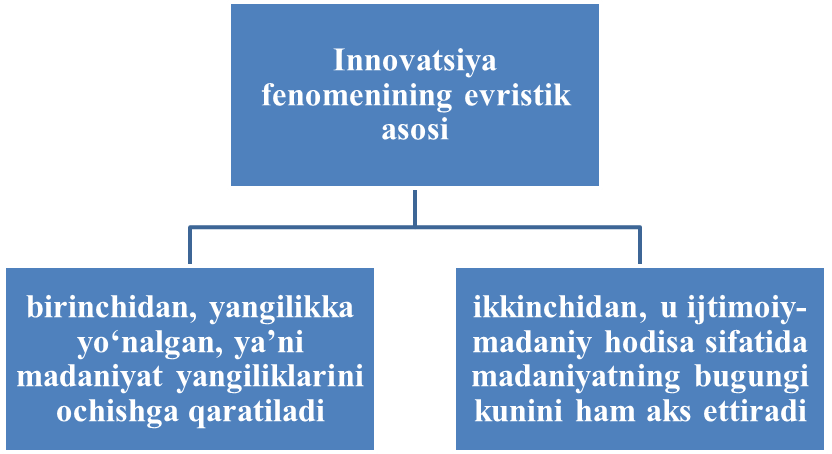 Innovatsiya
fenomenining evristik
asosi
birinchidan, yangilikka
yo‘nalgan, ya’ni
madaniyat yangiliklarini
ochishga qaratiladi
ikkinchidan, u ijtimoiy-
madaniy hodisa sifatida
madaniyatning bugungi
kunini ham aks ettiradi